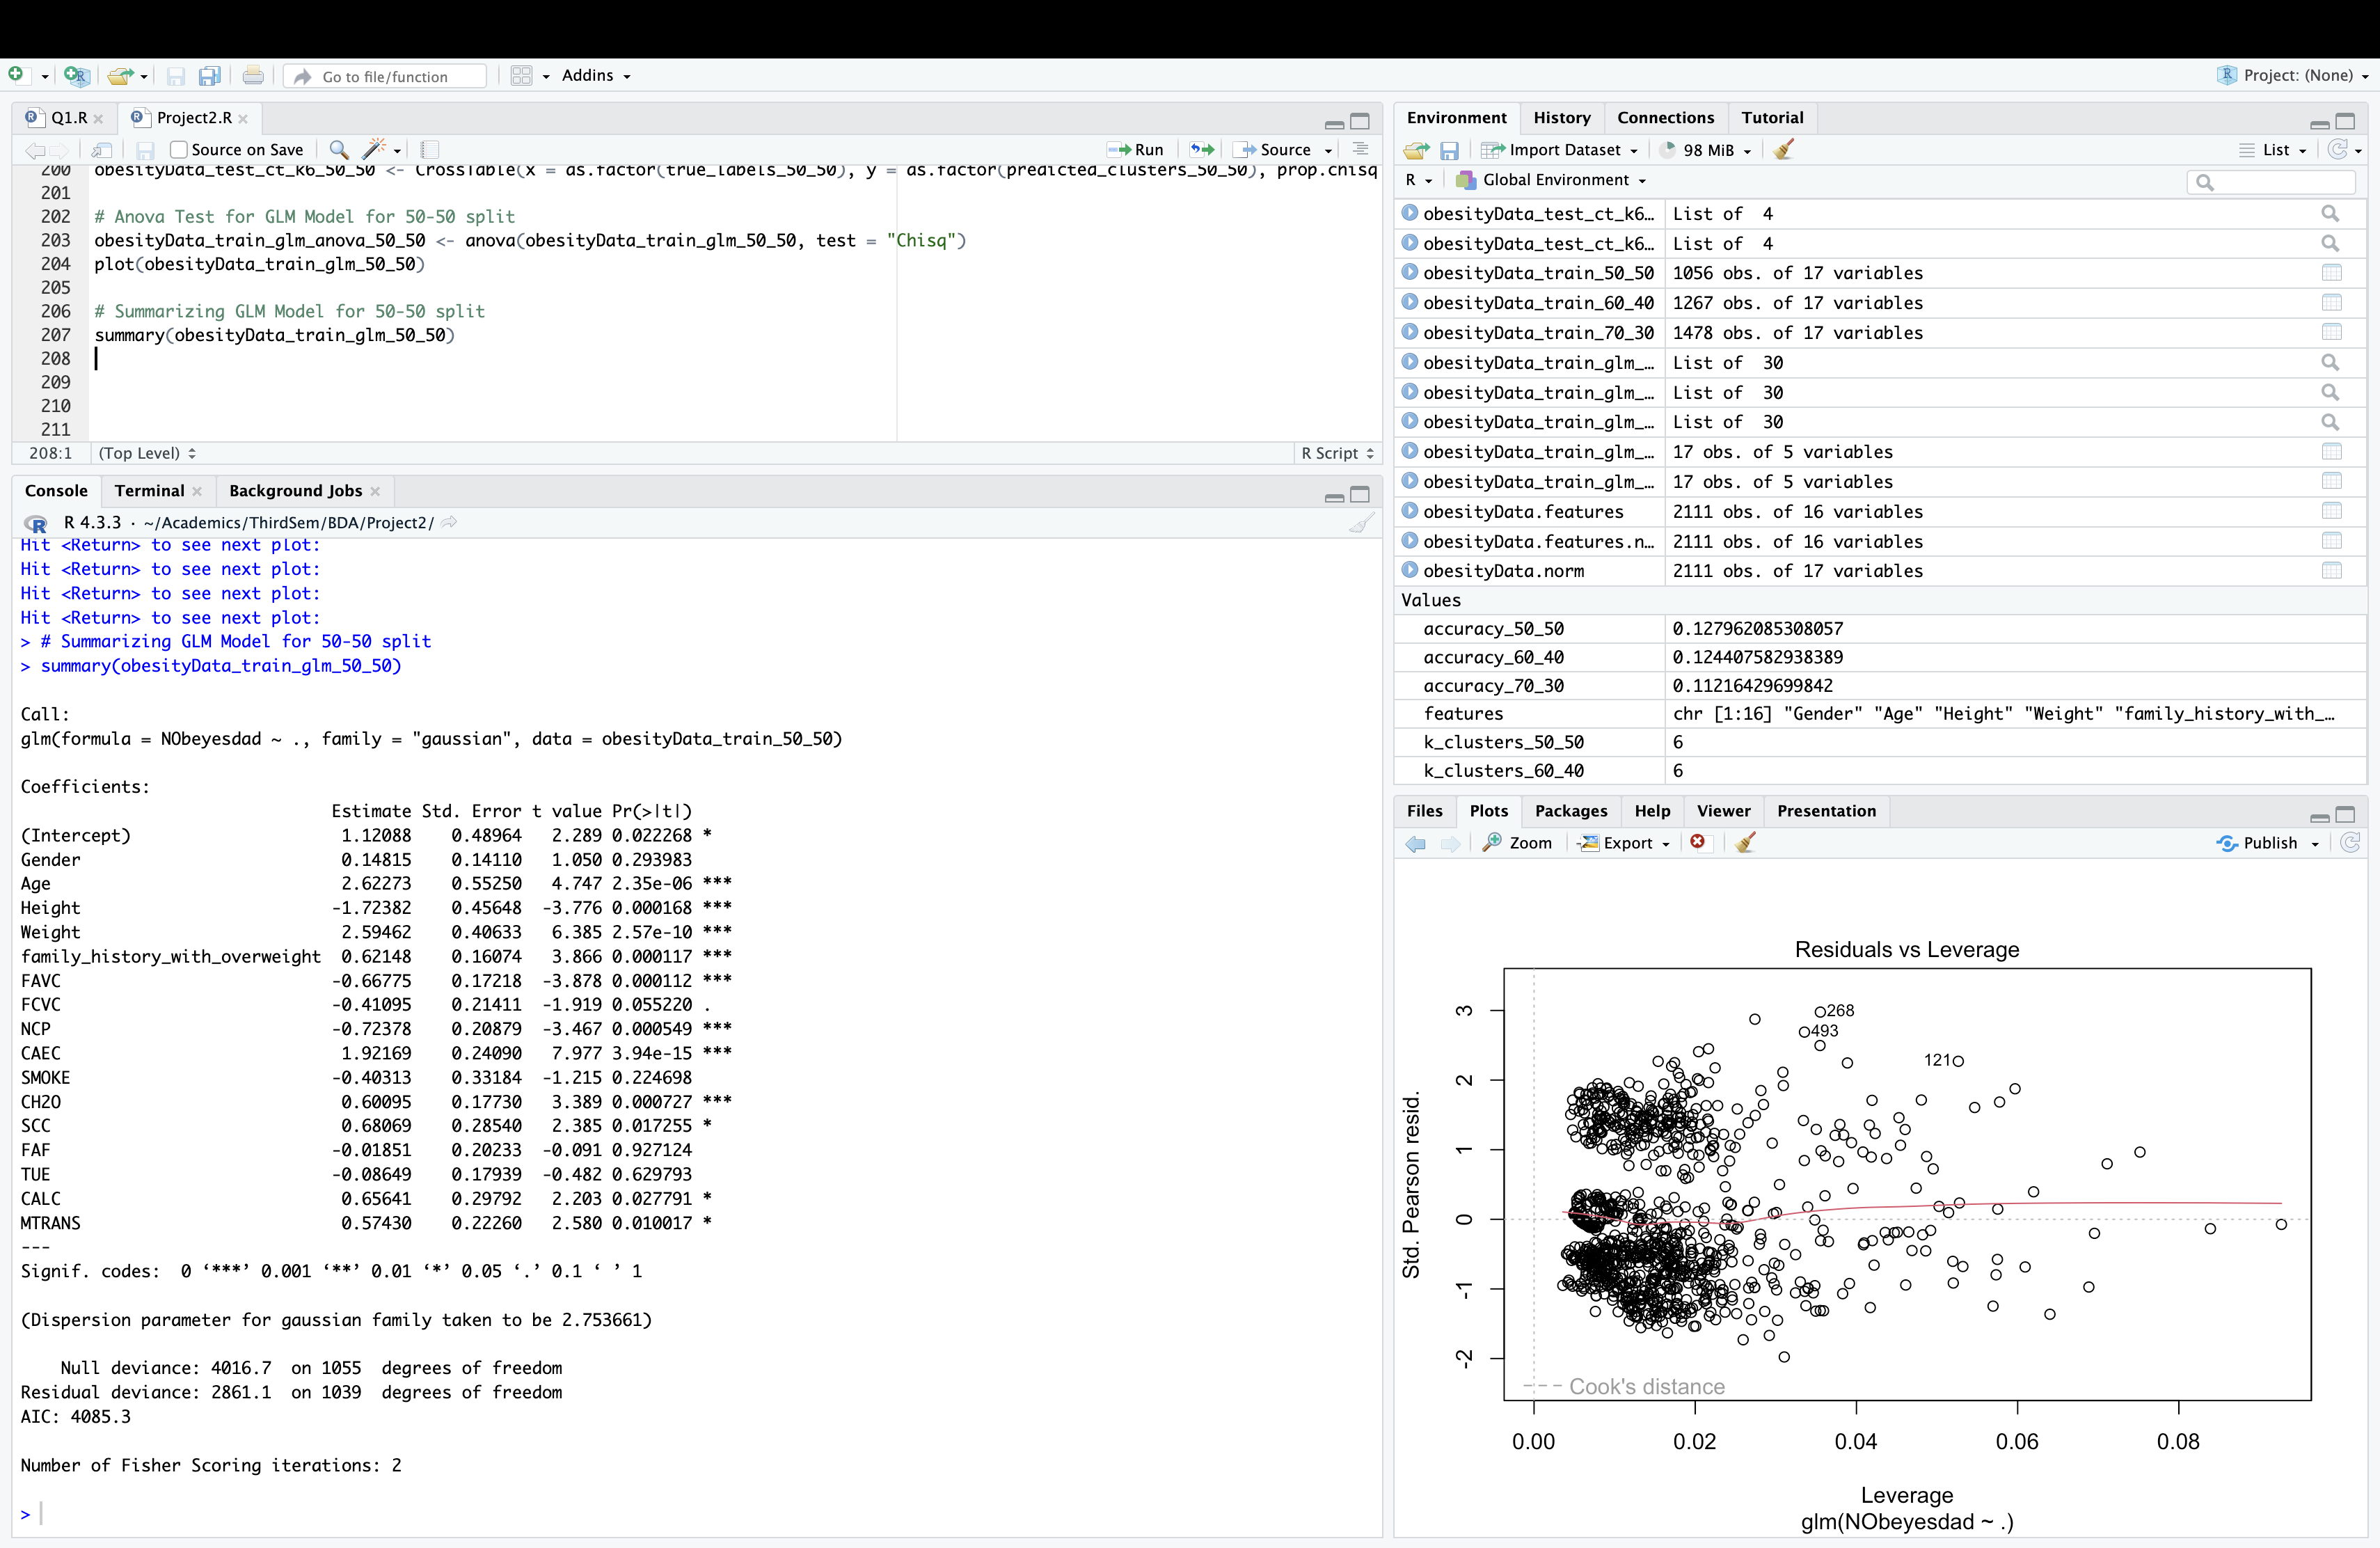 Go to file/function
Addins
Project: (None)
Q1.R
Project2.R
Source on Save
Run
Source
200 obesityData_test_ct_k6_50_50 <- CrossTable(x = as.factor(true_labels_50_50), y = as.factor(predicted_clusters_50_50), prop.chisq
201
202 # Anova Test for GLM Model for 50-50 split
203 obesityData_train_glm_anova_50_50 <- anova(obesityData_train_glm_50_50, test = "Chisq")
204 plot(obesityData_train_glm_50_50)
205
206 # Summarizing GLM Model for 50-50 split
207 summary(obesityData_train_glm_50_50)
208
209
210
211
208:1 (Top Level) R Script
Console Terminal Background Jobs
R 4.3.3 · ~/Academics/ThirdSem/BDA/Project2/
Hit <Return> to see next plot:
Hit <Return> to see next plot:
Hit <Return> to see next plot:
Hit <Return> to see next plot:
> # Summarizing GLM Model for 50-50 split
> summary(obesityData_train_glm_50_50)
Call:
glm(formula = NObeyesdad ~ ., family = "gaussian", data = obesityData_train_50_50)
Coefficients:
Estimate Std. Error t value Pr(>|t|)
(Intercept) 1.12088 0.48964 2.289 0.022268 *
Gender 0.14815 0.14110 1.050 0.293983
Age 2.62273 0.55250 4.747 2.35e-06 ***
Height -1.72382 0.45648 -3.776 0.000168 ***
Weight 2.59462 0.40633 6.385 2.57e-10 ***
family_history_with_overweight 0.62148 0.16074 3.866 0.000117 ***
FAVC -0.66775 0.17218 -3.878 0.000112 ***
FCVC -0.41095 0.21411 -1.919 0.055220 .
NCP -0.72378 0.20879 -3.467 0.000549 ***
CAEC 1.92169 0.24090 7.977 3.94e-15 ***
SMOKE -0.40313 0.33184 -1.215 0.224698
CH2O 0.60095 0.17730 3.389 0.000727 ***
SCC 0.68069 0.28540 2.385 0.017255 *
FAF -0.01851 0.20233 -0.091 0.927124
TUE -0.08649 0.17939 -0.482 0.629793
CALC 0.65641 0.29792 2.203 0.027791 *
MTRANS 0.57430 0.22260 2.580 0.010017 *
---
Signif. codes: 0 ‘***’ 0.001 ‘**’ 0.01 ‘*’ 0.05 ‘.’ 0.1 ‘ ’ 1
(Dispersion parameter for gaussian family taken to be 2.753661)
Null deviance: 4016.7 on 1055 degrees of freedom
Residual deviance: 2861.1 on 1039 degrees of freedom
AIC: 4085.3
Number of Fisher Scoring iterations: 2
>
Environment History Connections Tutorial
Import Dataset 98 MiB List
R Global Environment
obesityData_test_ct_k6… List of 4
obesityData_test_ct_k6… List of 4
obesityData_train_50_50 1056 obs. of 17 variables
obesityData_train_60_40 1267 obs. of 17 variables
obesityData_train_70_30 1478 obs. of 17 variables
obesityData_train_glm_… List of 30
obesityData_train_glm_… List of 30
obesityData_train_glm_… List of 30
obesityData_train_glm_… 17 obs. of 5 variables
obesityData_train_glm_… 17 obs. of 5 variables
obesityData.features 2111 obs. of 16 variables
obesityData.features.n… 2111 obs. of 16 variables
obesityData.norm 2111 obs. of 17 variables
Values
accuracy_50_50 0.127962085308057
accuracy_60_40 0.124407582938389
accuracy_70_30 0.11216429699842
features chr [1:16] "Gender" "Age" "Height" "Weight" "family_history_with_…
k_clusters_50_50 6
k_clusters_60_40 6
Files Plots Packages Help Viewer Presentation
Zoom Export Publish
Residuals vs Leverage
Std. Pearson resid.
3
2
1
0
-1
-2
268
493
121
Cook's distance
0.00 0.02 0.04 0.06 0.08
Leverage
glm(NObeyesdad ~ .)